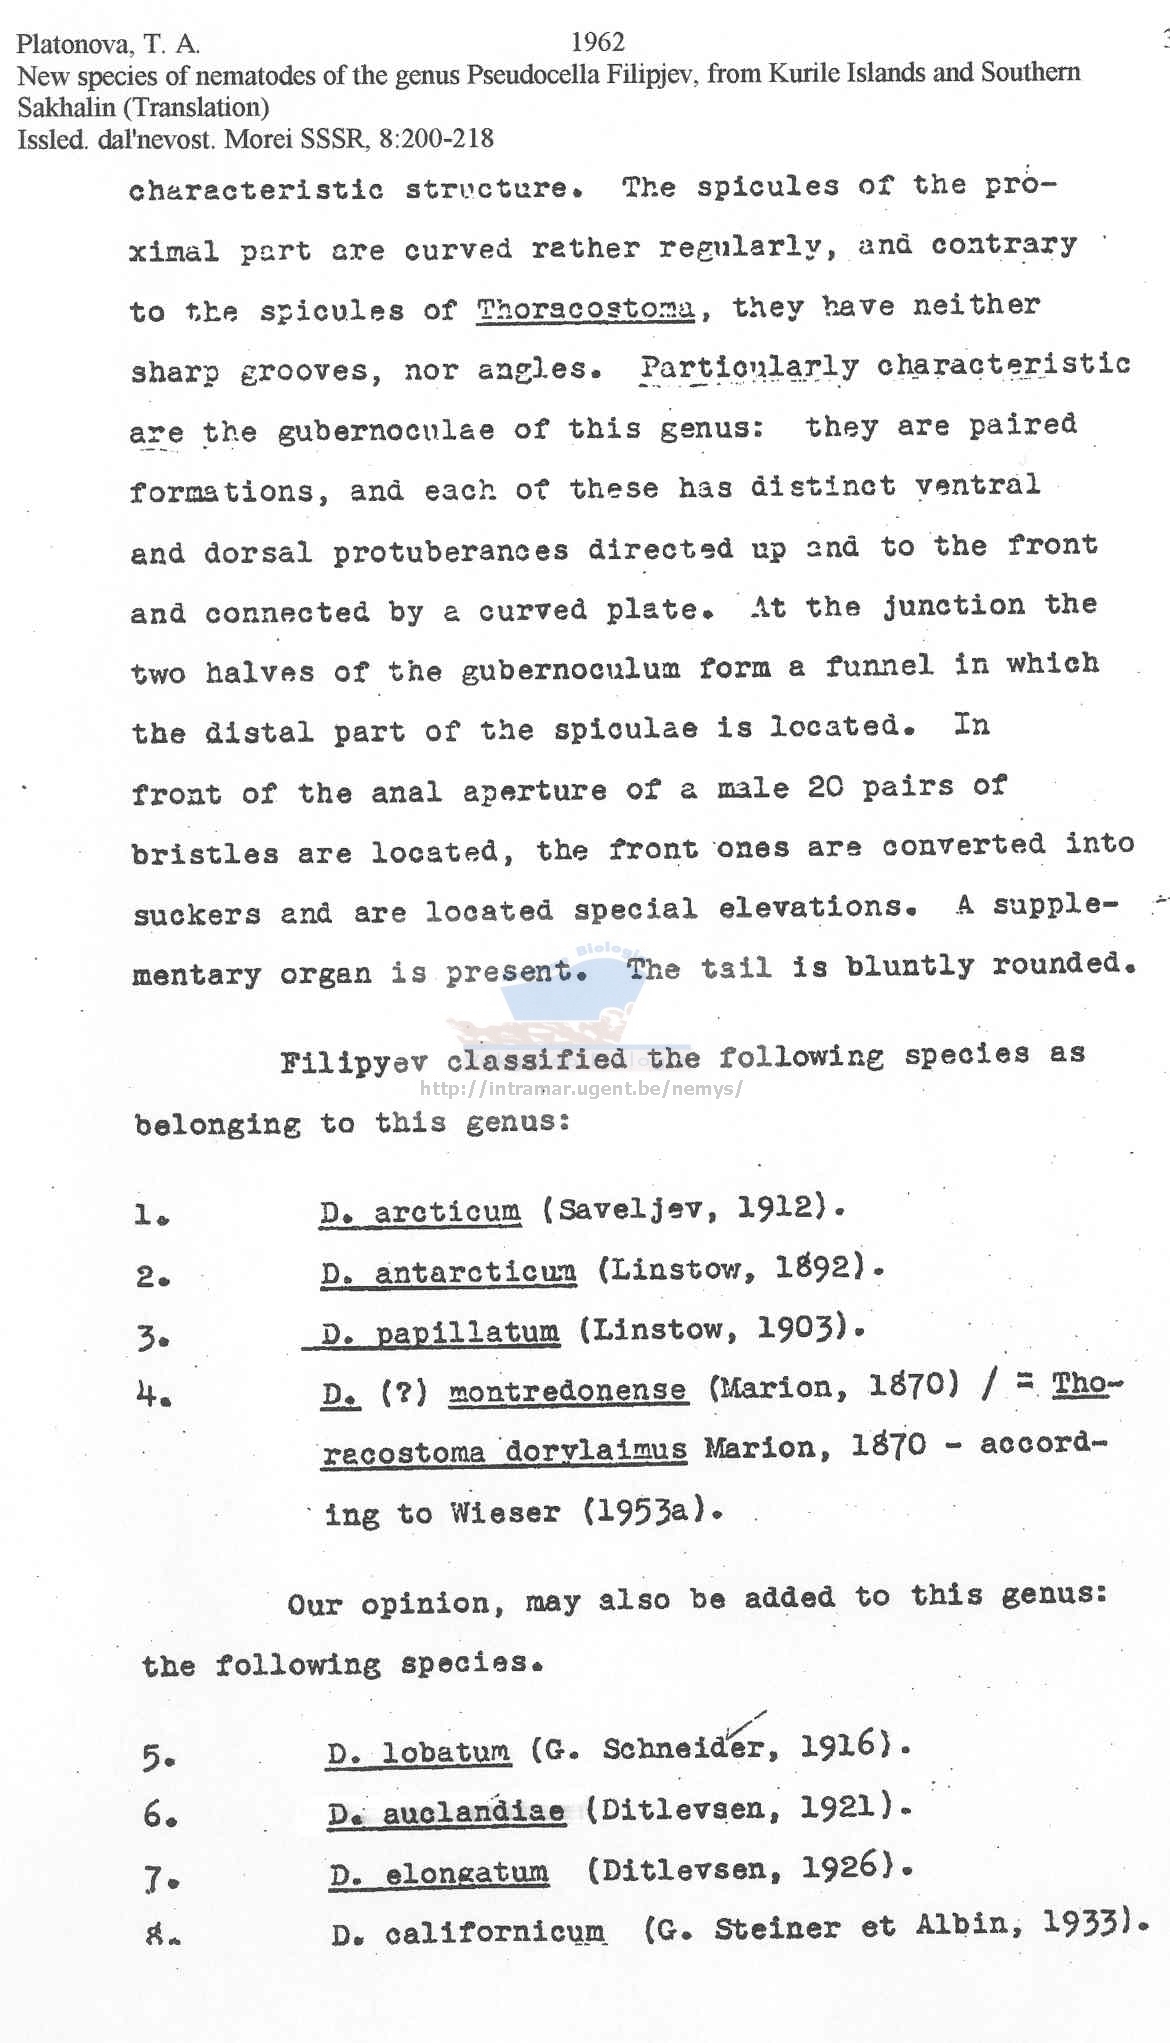 Platonova, T. A. 1962
New species of nematodes of the genus Pseudocella Filipjev, from Kurile Islands and Southern
Sakhalin (Translation)
Issled. dal'nevost. Morei SSSR, 8:200-218
characteristic structure. The spicules of the pro-
ximal part are curved rather regularly, and contrary
to the spicules of Thoracostoma, they have neither
sharp grooves, nor angles. Particularly characteristic
are the gubernoculae of this genus: they are paired
formations, and each of these has distinct ventral
and dorsal protuberances directed up and to the front
and connected by a curved plate. At the junction the
two halves of the gubernoculum form a funnel in which
the distal part of the spiculae is located. In
front of the anal aperture of a male 20 pairs of
bristles are located, the front ones are converted into
suckers and are located special elevations. A supple-
mentary organ is present. The tail is bluntly rounded.
Filipyev classified the following species as
http://intramar.ugent.be/nemys/
belonging to this genus:
1. D. arcticum (Saveljev, 1912).
2. D. antarcticum (Linstow, 1892).
3. D. papillatum (Linstow, 1903).
4. D. (?) montredonense (Marion, 1870) / = Tho-
racostoma dorylaimus Marion, 1870 - accord-
ing to Wieser (1953a).
Our opinion, may also be added to this genus:
the following species.
5. D. lobatum (G. Schneider, 1916).
6. D. auclandiae (Ditlevsen, 1921).
7. D. elongatum (Ditlevsen, 1926).
8. D. californicum (G. Steiner et Albin, 1933).